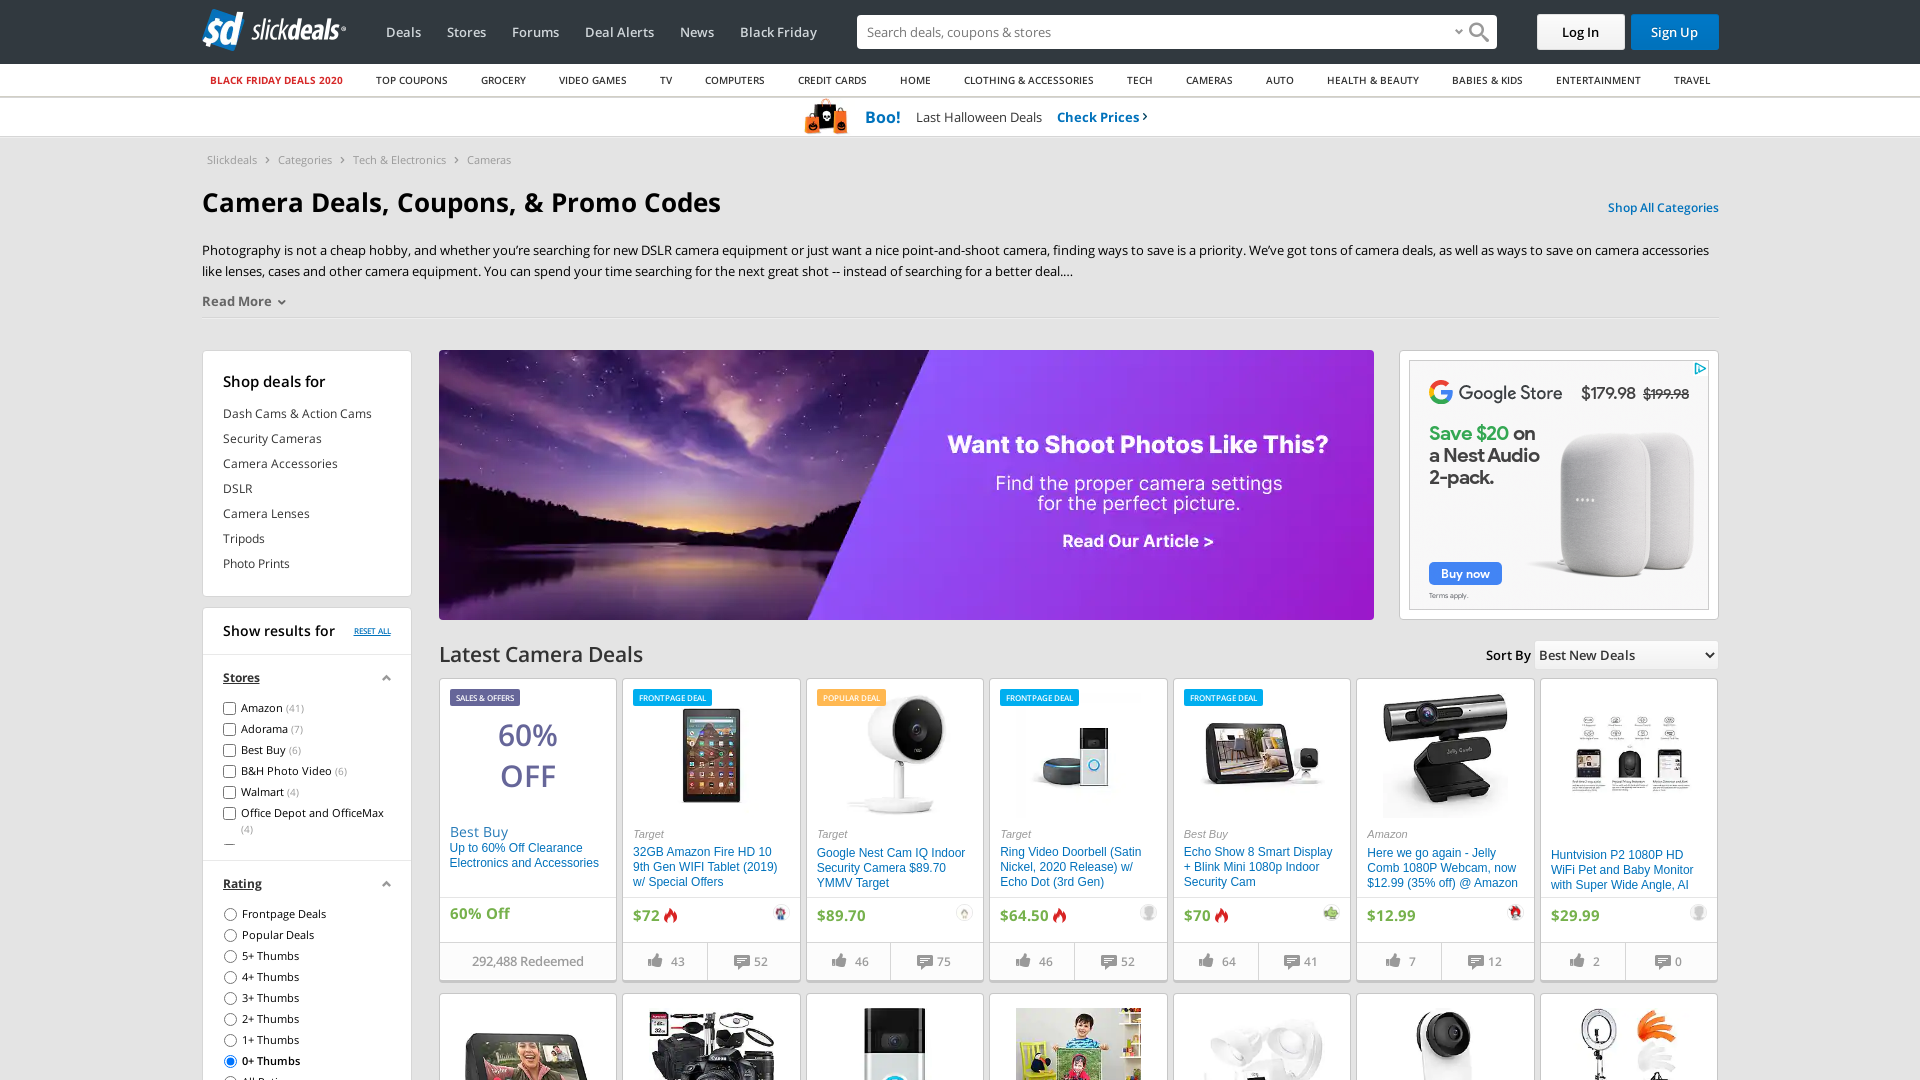 slickdeals
Deals
Stores
Forums
Deal Alerts
News
Black Friday
Search deals, coupons & stores
Log In
Sign Up
BLACK FRIDAY DEALS 2020
TOP COUPONS
GROCERY
VIDEO GAMES
TV
COMPUTERS
CREDIT CARDS
HOME
CLOTHING & ACCESSORIES
TECH
CAMERAS
AUTO
HEALTH & BEAUTY
BABIES & KIDS
ENTERTAINMENT
TRAVEL
Boo! Last Halloween Deals Check Prices
Slickdeals > Categories > Tech & Electronics > Cameras
Camera Deals, Coupons, & Promo Codes
Shop All Categories
Photography is not a cheap hobby, and whether you’re searching for new DSLR camera equipment or just want a nice point-and-shoot camera, finding ways to save is a priority. We’ve got tons of camera deals, as well as ways to save on camera accessories
like lenses, cases and other camera equipment. You can spend your time searching for the next great shot -- instead of searching for a better deal.…
Read More
Shop deals for
Dash Cams & Action Cams
Security Cameras
Camera Accessories
DSLR
Camera Lenses
Tripods
Photo Prints
Show results for
RESET ALL
Stores
Amazon (41)
Adorama (7)
Best Buy (6)
B&H Photo Video (6)
Walmart (4)
Office Depot and OfficeMax
(4)
Rating
Frontpage Deals
Popular Deals
5+ Thumbs
4+ Thumbs
3+ Thumbs
2+ Thumbs
1+ Thumbs
0+ Thumbs
Want to Shoot Photos Like This?
Find the proper camera settings
for the perfect picture.
Read Our Article >
Google Store
$179.98 $199.98
Save $20 on
a Nest Audio
2-pack.
Buy now
Terms apply.
Latest Camera Deals
Sort By Best New Deals
SALES & OFFERS
60%
OFF
Best Buy
Up to 60% Off Clearance
Electronics and Accessories
60% Off
292,488 Redeemed
FRONTPAGE DEAL
Target
32GB Amazon Fire HD 10
9th Gen WIFI Tablet (2019)
w/ Special Offers
$72
43
52
POPULAR DEAL
Target
Google Nest Cam IQ Indoor
Security Camera $89.70
YMMV Target
$89.70
46
75
FRONTPAGE DEAL
Target
Ring Video Doorbell (Satin
Nickel, 2020 Release) w/
Echo Dot (3rd Gen)
$64.50
46
52
FRONTPAGE DEAL
Best Buy
Echo Show 8 Smart Display
+ Blink Mini 1080p Indoor
Security Cam
$70
64
41
Amazon
Here we go again - Jelly
Comb 1080P Webcam, now
$12.99 (35% off) @ Amazon
$12.99
7
12
Huntvision P2 1080P HD
WiFi Pet and Baby Monitor
with Super Wide Angle, AI
$29.99
2
0